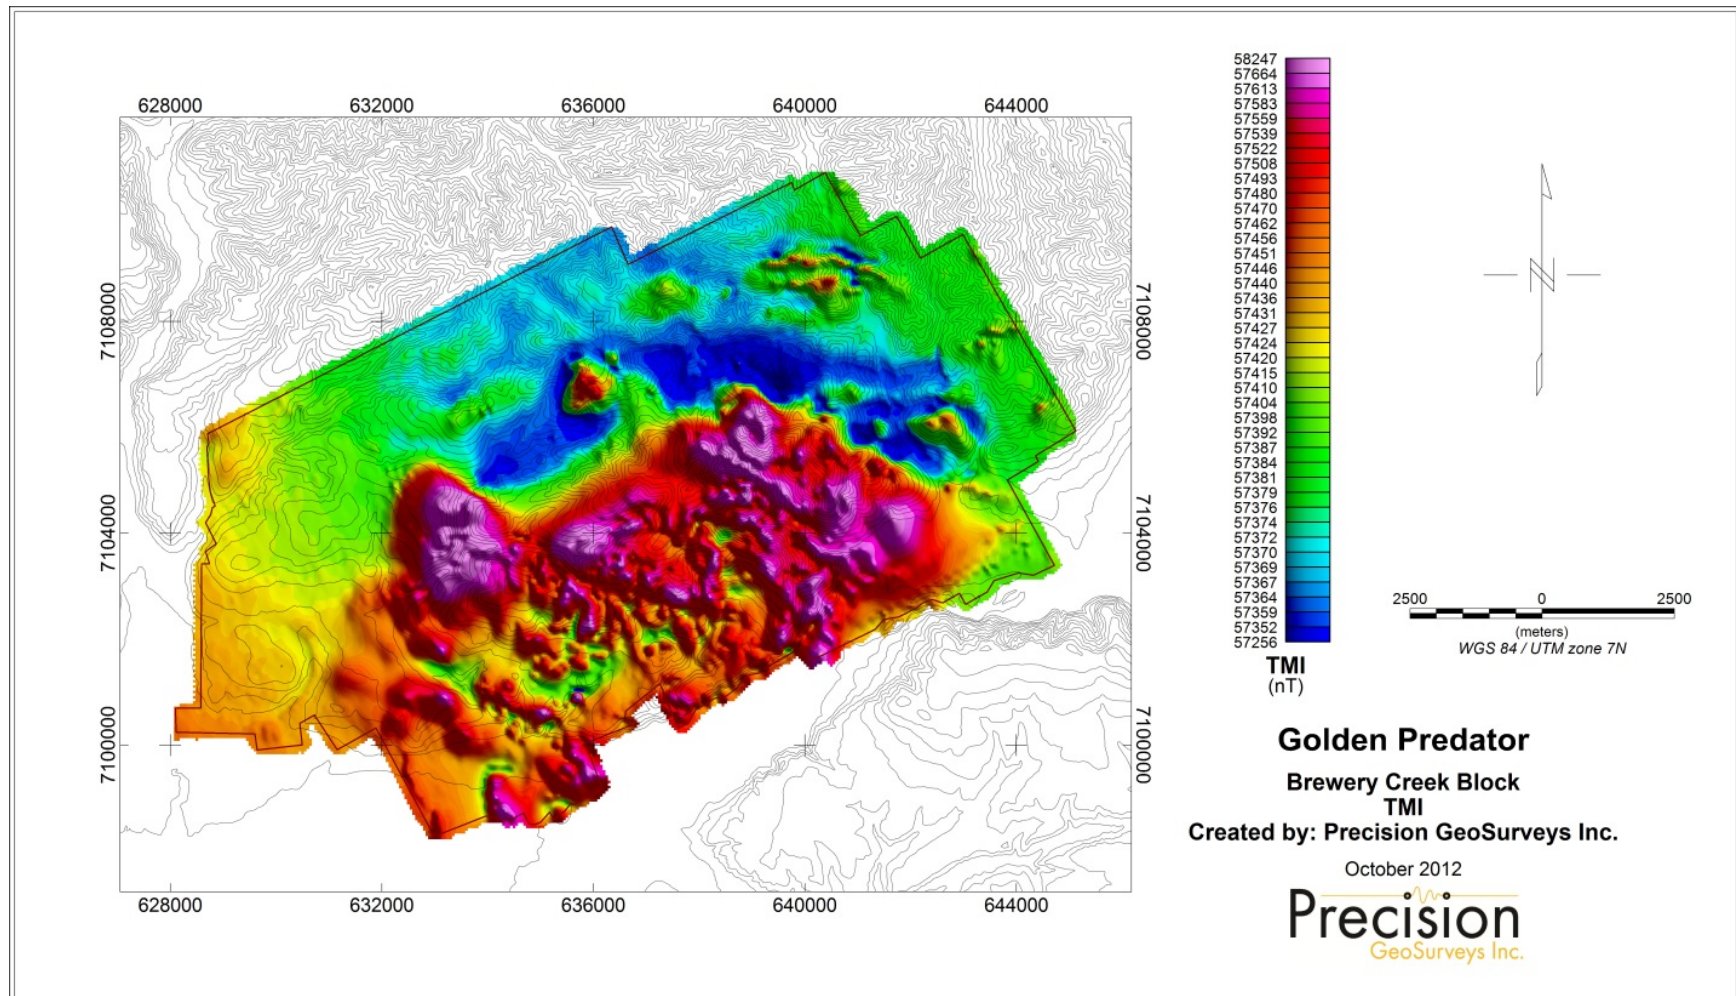 628000 632000 636000 640000 644000
7108000 7108000
7104000 7104000
7100000 7100000
628000 632000 636000 640000 644000
58247
57664
57613
57583
57559
57539
57522
57508
57493
57480
57470
57462
57456
57451
57446
57440
57436
57431
57427
57424
57420
57415
57410
57404
57398
57392
57387
57384
57381
57379
57376
57374
57372
57370
57369
57367
57364
57359
57352
57256
TMI
(nT)
N
2500 0 2500
(meters)
WGS 84 / UTM zone 7N
Golden Predator
Brewery Creek Block
TMI
Created by: Precision GeoSurveys Inc.
October 2012
Precision
GeoSurveys Inc.